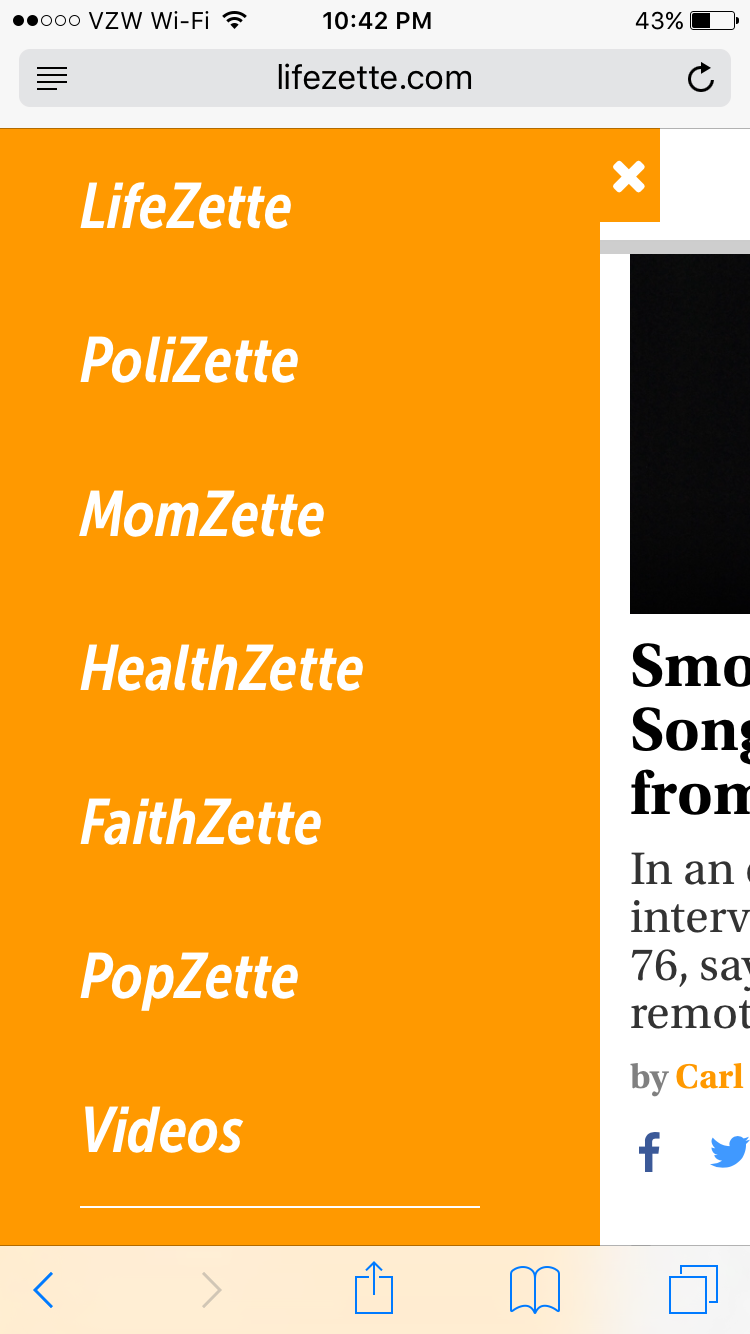 VZW Wi-Fi 10:42 PM 43%
lifezette.com
LifeZette
PoliZette
MomZette
HealthZette
FaithZette
PopZette
Videos
Smo
Song
from
In an
interv
76, say
remot
by Carl